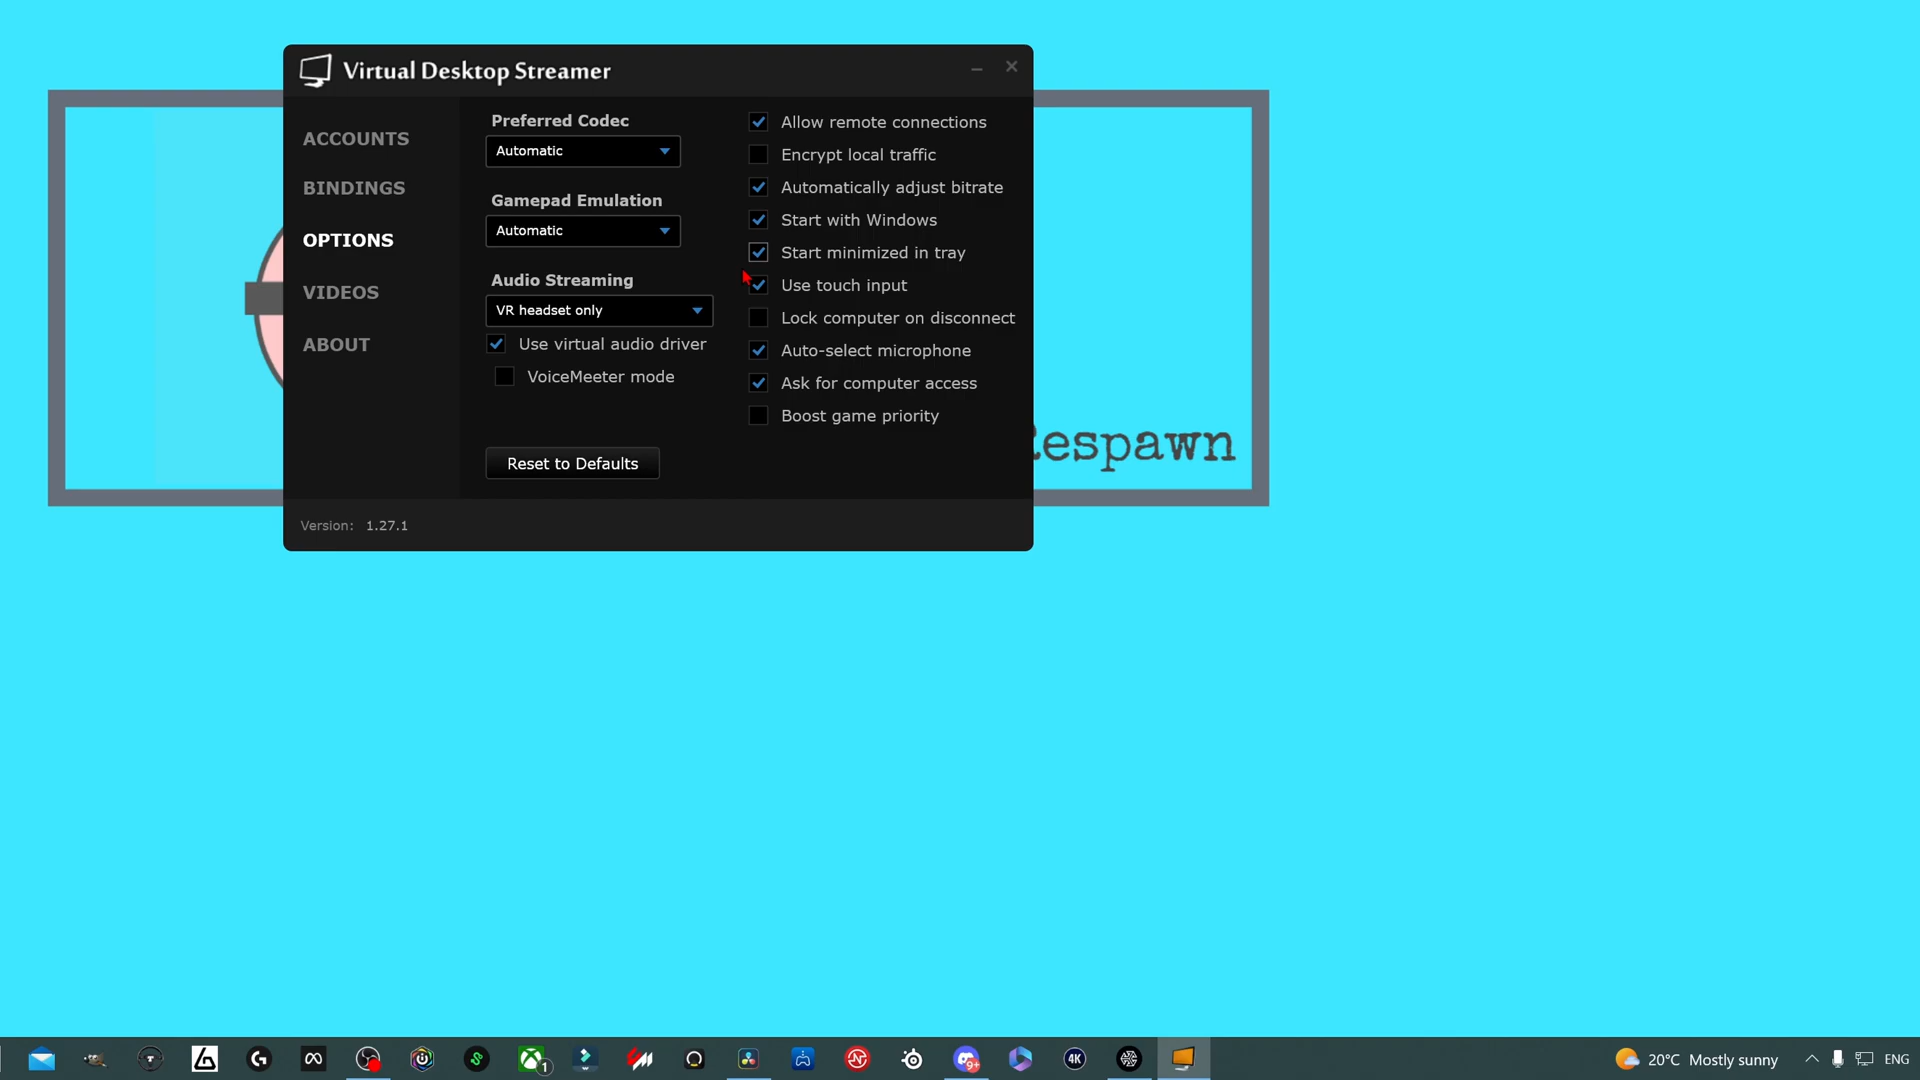 Virtual Desktop Streamer
ACCOUNTS
BINDINGS
OPTIONS
VIDEOS
ABOUT
Preferred Codec
Automatic
Gamepad Emulation
Automatic
Audio Streaming
VR headset only
Use virtual audio driver
VoiceMeeter mode
Reset to Defaults
Allow remote connections
Encrypt local traffic
Automatically adjust bitrate
Start with Windows
Start minimized in tray
Use touch input
Lock computer on disconnect
Auto-select microphone
Ask for computer access
Boost game priority
Version: 1.27.1
espawn
1
9+
4K
20°C Mostly sunny
ENG